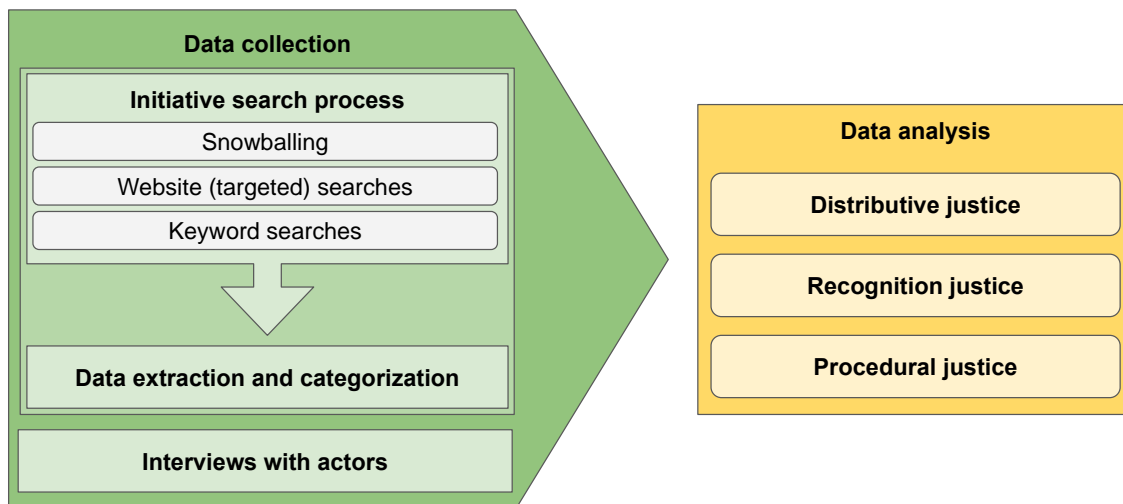 Data collection
Initiative search process
Snowballing
Website (targeted) searches
Keyword searches
Data extraction and categorization
Interviews with actors
Data analysis
Distributive justice
Recognition justice
Procedural justice